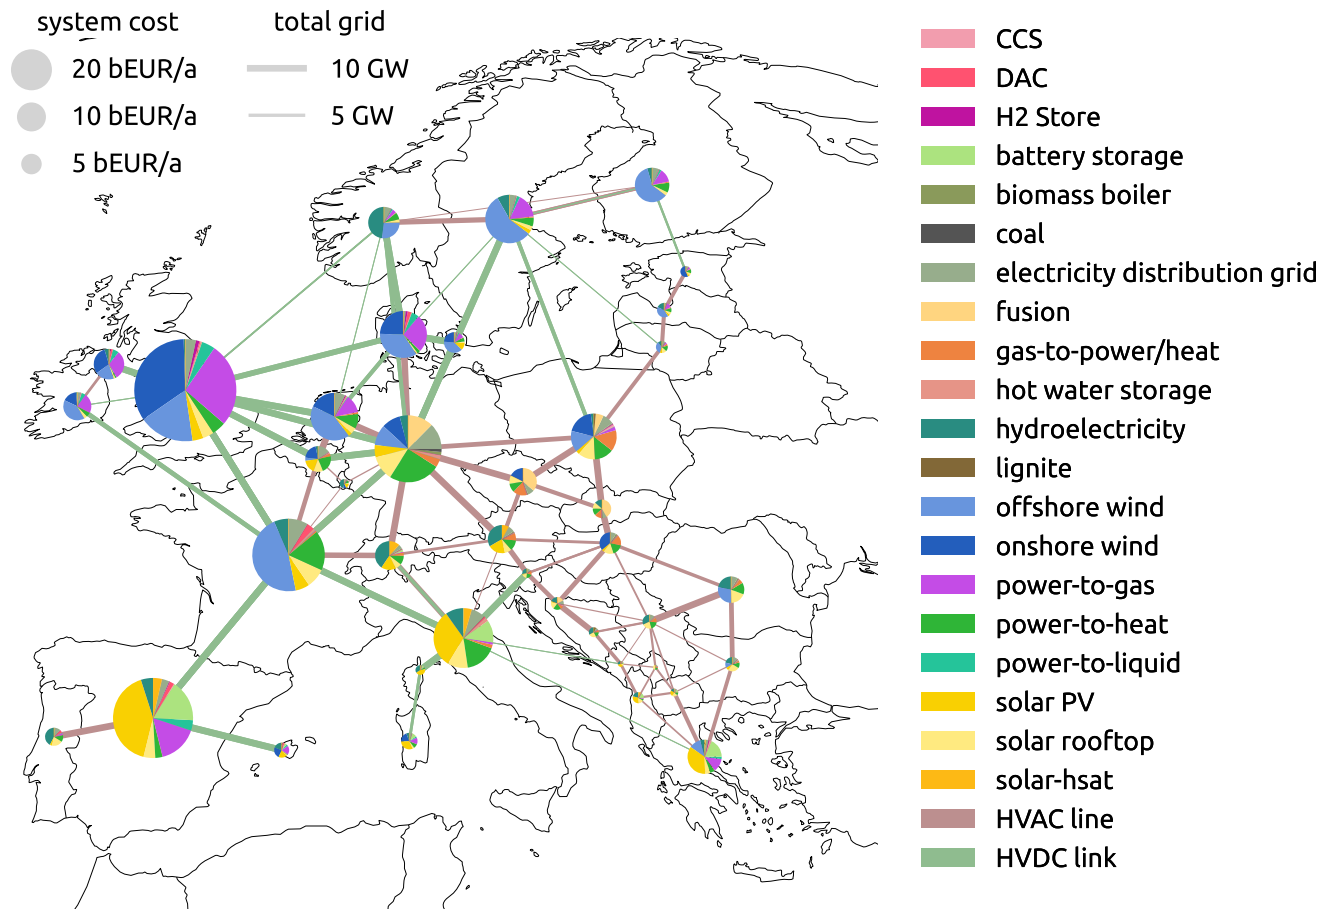 system cost
total grid
20 bEUR/a
10 GW
10 bEUR/a
5 GW
5 bEUR/a
CCS
DAC
H2 Store
battery storage
biomass boiler
coal
electricity distribution grid
fusion
gas-to-power/heat
hot water storage
hydroelectricity
lignite
offshore wind
onshore wind
power-to-gas
power-to-heat
power-to-liquid
solar PV
solar rooftop
solar-hsat
HVAC line
HVDC link